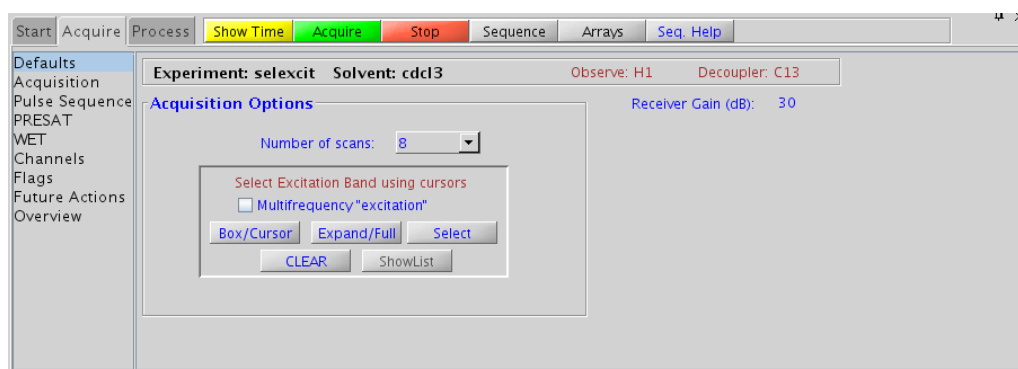 Start Acquire Process Show Time Acquire Stop Sequence Arrays Seq. Help
Defaults
Acquisition
Pulse Sequence
PRESAT
WET
Channels
Flags
Future Actions
Overview
Experiment: selexcit Solvent: cdcl3 Observe: H1 Decoupler: C13
Acquisition Options
Receiver Gain (dB): 30
Number of scans: 8
Select Excitation Band using cursors
Multifrequency "excitation"
Box/Cursor Expand/Full Select
CLEAR ShowList